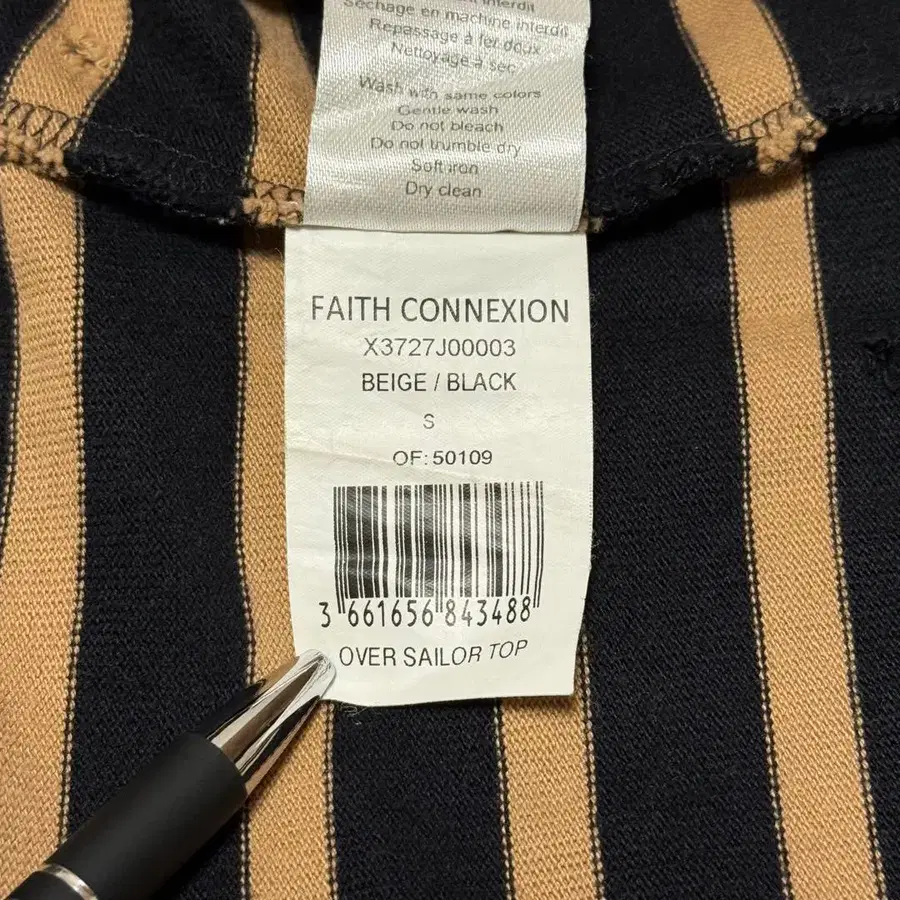 interdit
Séchage en machine interdit
Repassage à fer doux
Nettoyage à sec
Wash with same colors
Gentle wash
Do not bleach
Do not trumble dry
Soft iron
Dry clean
FAITH CONNEXION
X3727J00003
BEIGE / BLACK
S
OF: 50109
3 661656 843488
OVER SAILOR TOP